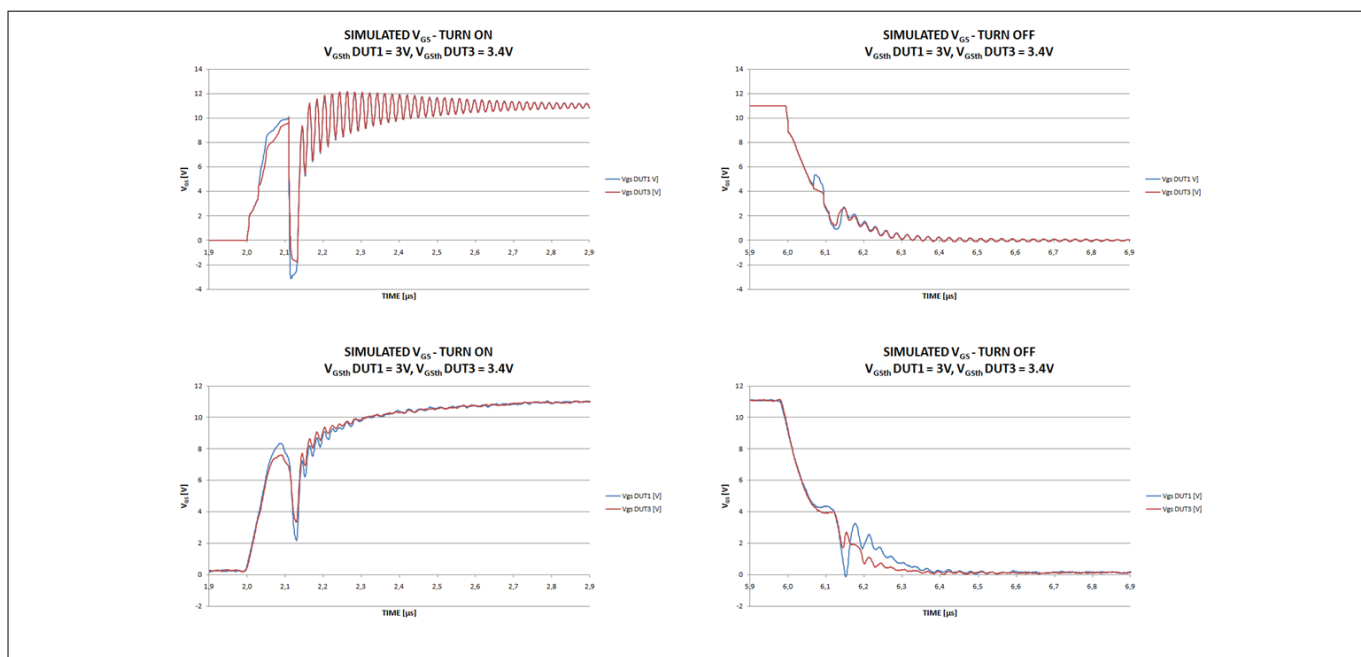 SIMULATED VGS - TURN ON
VGSth DUT1 = 3V, VGSth DUT3 = 3.4V
14
12
10
8
6
4
2
0
-2
-4
VGS [V]
1,9 2,0 2,1 2,2 2,3 2,4 2,5 2,6 2,7 2,8 2,9
TIME [µs]
Vgs DUT1 V]
Vgs DUT3 [V]
SIMULATED VGS - TURN OFF
VGSth DUT1 = 3V, VGSth DUT3 = 3.4V
14
12
10
8
6
4
2
0
-2
-4
VGS [V]
5,9 6,0 6,1 6,2 6,3 6,4 6,5 6,6 6,7 6,8 6,9
TIME [µs]
Vgs DUT1 V]
Vgs DUT3 [V]
SIMULATED VGS - TURN ON
VGSth DUT1 = 3V, VGSth DUT3 = 3.4V
12
10
8
6
4
2
0
-2
VGS [V]
1,9 2,0 2,1 2,2 2,3 2,4 2,5 2,6 2,7 2,8 2,9
TIME [µs]
Vgs DUT1 [V]
Vgs DUT3 [V]
SIMULATED VGS - TURN OFF
VGSth DUT1 = 3V, VGSth DUT3 = 3.4V
12
10
8
6
4
2
0
-2
VGS [V]
5,9 6,0 6,1 6,2 6,3 6,4 6,5 6,6 6,7 6,8 6,9
TIME [µs]
Vgs DUT1 [V]
Vgs DUT3 [V]